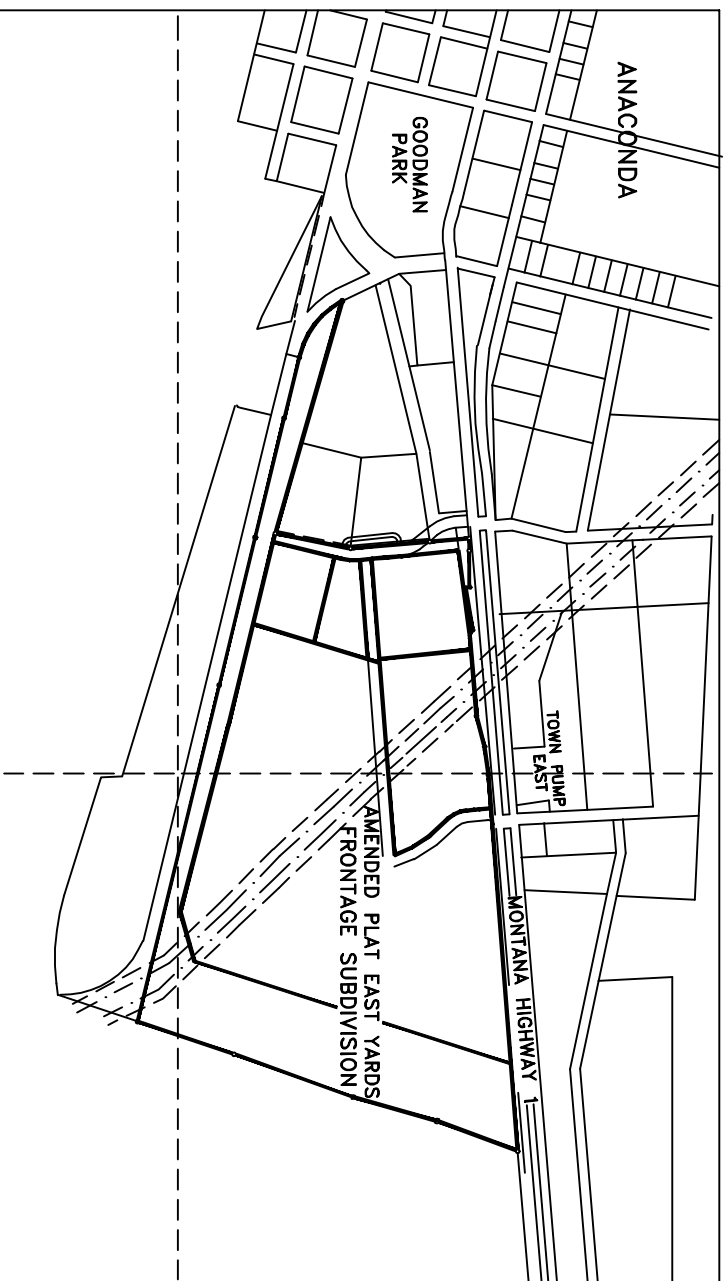 ANACONDA
GOODMAN
PARK
TOWN PUMP
EAST
MONTANA HIGHWAY 1
AMENDED PLAT EAST YARDS
FRONTAGE SUBDIVISION